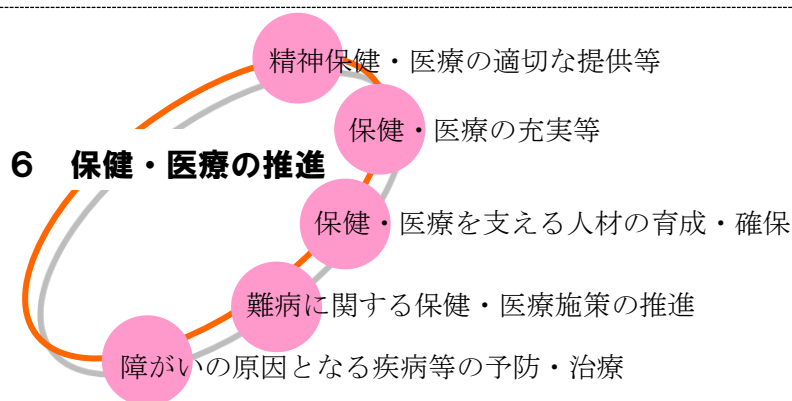 精神保健・医療の適切な提供等
保健・医療の充実等
６　保健・医療の推進
保健・医療を支える人材の育成・確保
難病に関する保健・医療施策の推進
障がいの原因となる疾病等の予防・治療